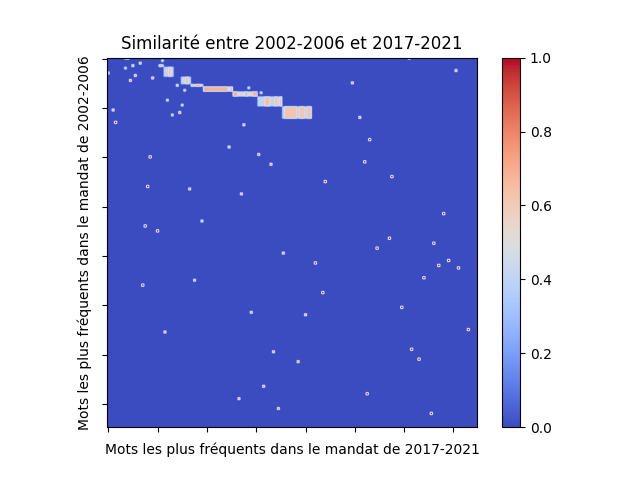 Similarité entre 2002-2006 et 2017-2021
Mots les plus fréquents dans le mandat de 2002-2006
1.0
0.8
0.6
0.4
0.2
0.0
Mots les plus fréquents dans le mandat de 2017-2021